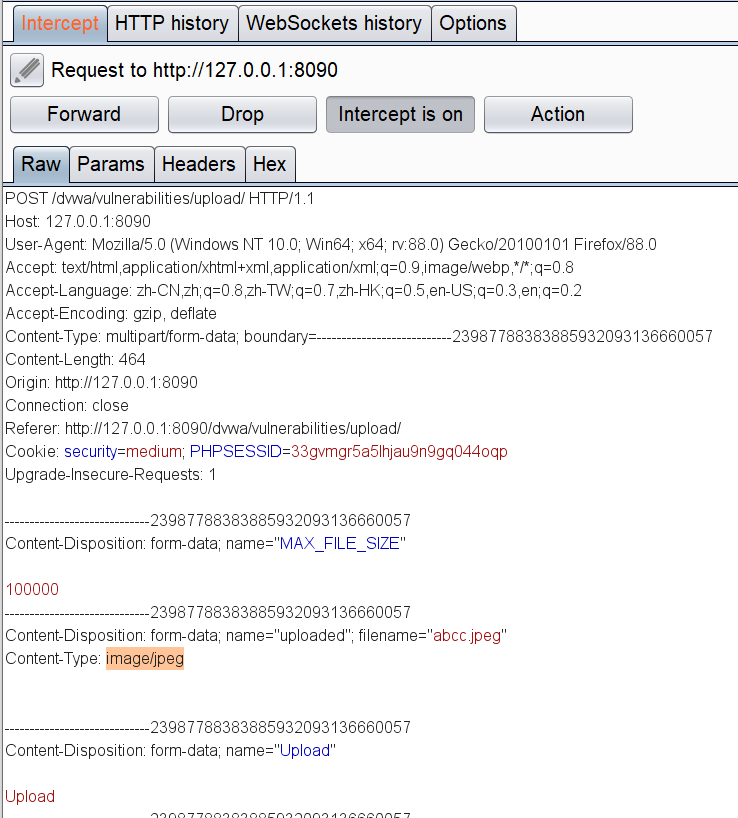 Intercept HTTP history WebSockets history Options
Request to http://127.0.0.1:8090
Forward Drop Intercept is on Action
Raw Params Headers Hex
POST /dvwa/vulnerabilities/upload/ HTTP/1.1
Host: 127.0.0.1:8090
User-Agent: Mozilla/5.0 (Windows NT 10.0; Win64; x64; rv:88.0) Gecko/20100101 Firefox/88.0
Accept: text/html,application/xhtml+xml,application/xml;q=0.9,image/webp,*/*;q=0.8
Accept-Language: zh-CN,zh;q=0.8,zh-TW;q=0.7,zh-HK;q=0.5,en-US;q=0.3,en;q=0.2
Accept-Encoding: gzip, deflate
Content-Type: multipart/form-data; boundary=---------------------------239877883838859320931​36660057
Content-Length: 464
Origin: http://127.0.0.1:8090
Connection: close
Referer: http://127.0.0.1:8090/dvwa/vulnerabilities/upload/
Cookie: security=medium; PHPSESSID=33gvmgr5a5lhjau9n9gq044oqp
Upgrade-Insecure-Requests: 1
-----------------------------23987788383885932093136660057
Content-Disposition: form-data; name="MAX_FILE_SIZE"
100000
-----------------------------23987788383885932093136660057
Content-Disposition: form-data; name="uploaded"; filename="abcc.jpeg"
Content-Type: image/jpeg
-----------------------------23987788383885932093136660057
Content-Disposition: form-data; name="Upload"
Upload
-----------------------------23987788383885932093136660057